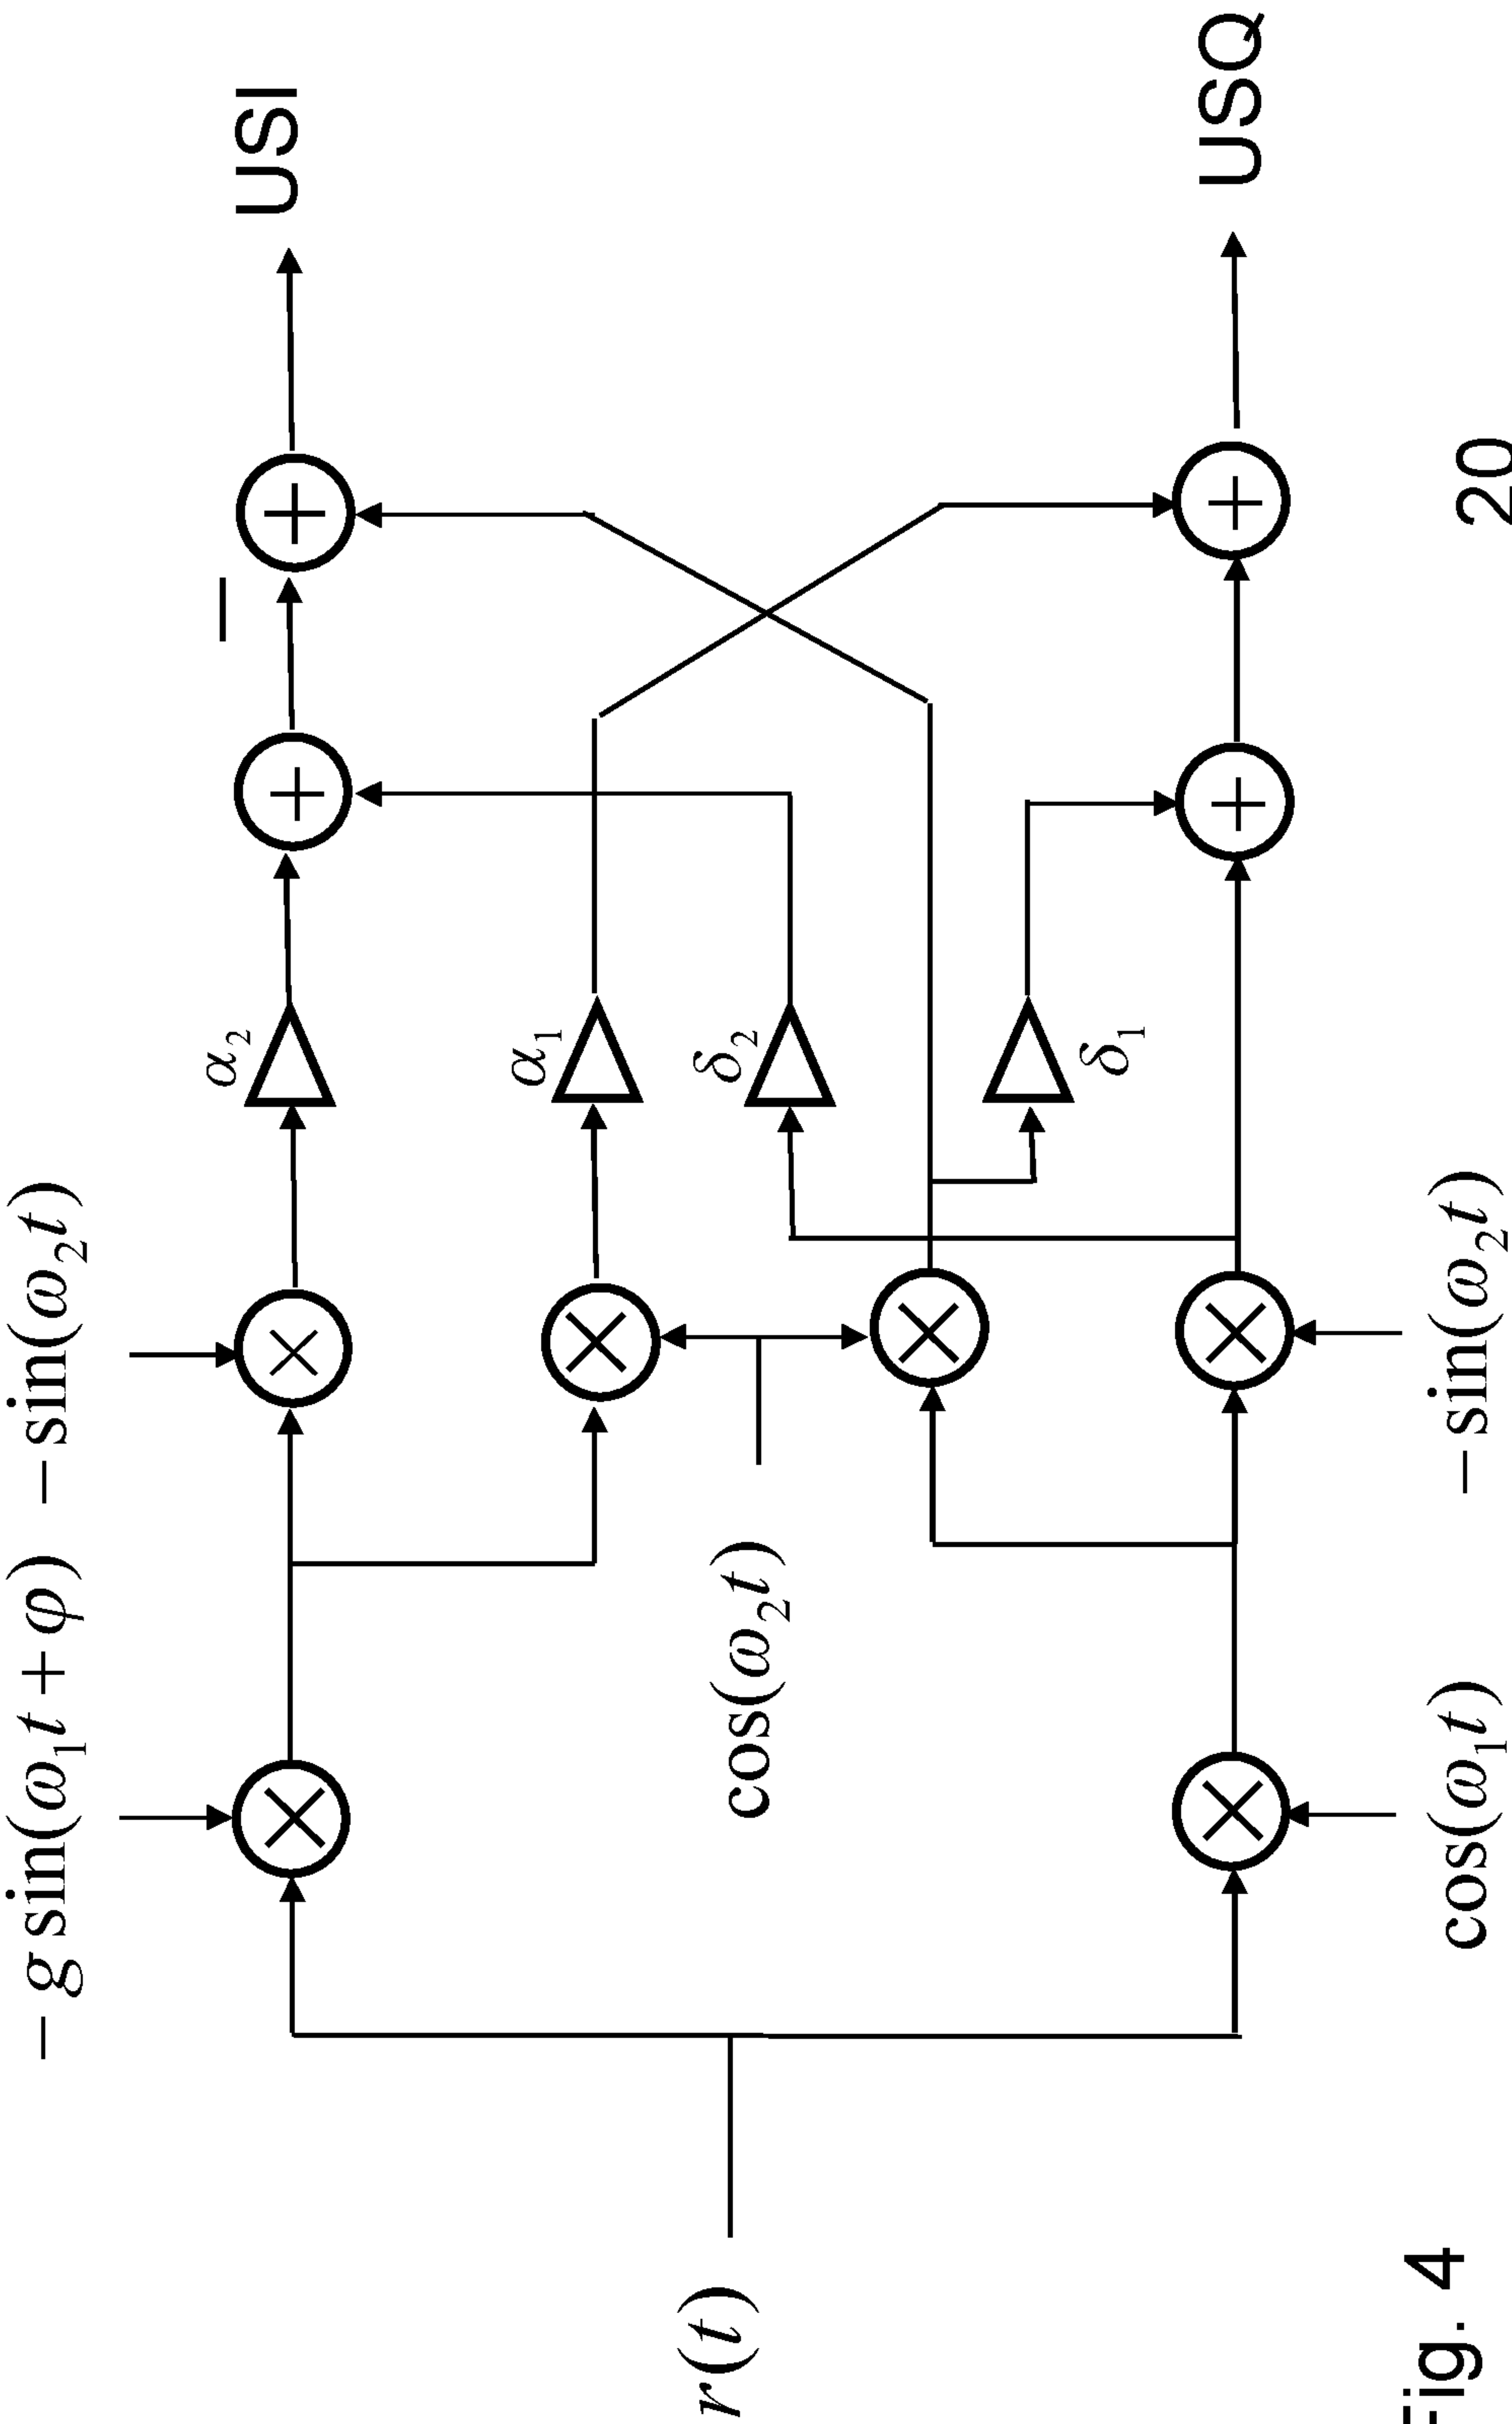 − g sin(ω₁t + φ) − sin(ω₂t)
α₂
USI
−
α₁
δ₂
cos(ω₂t)
r(t)
δ₁
USQ
cos(ω₁t)
− sin(ω₂t)
Fig. 4
20